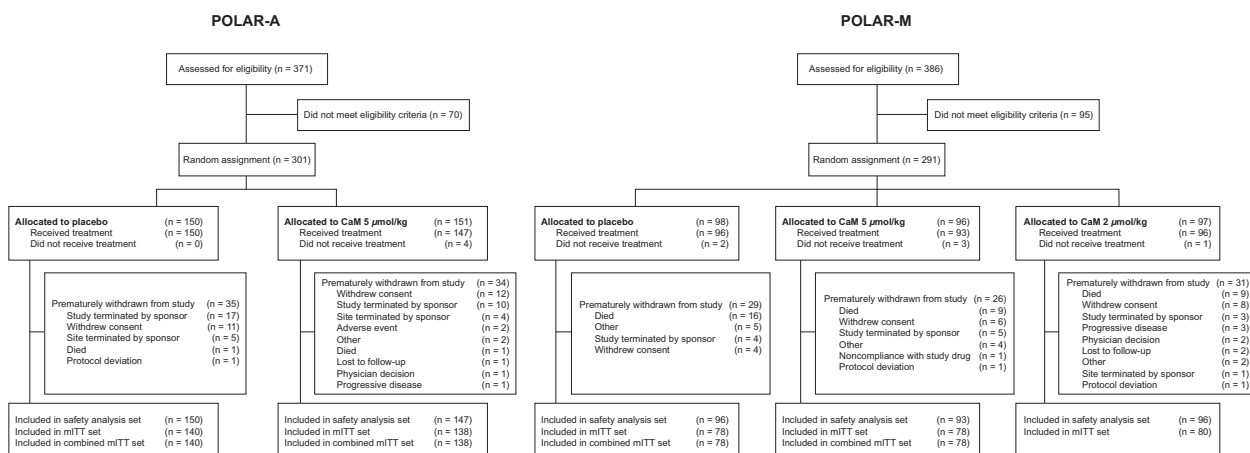 POLAR-A
Assessed for eligibility (n = 371)
Did not meet eligibility criteria (n = 70)
Random assignment (n = 301)
Allocated to placebo (n = 150)
Received treatment (n = 150)
Did not receive treatment (n = 0)
Allocated to CaM 5 µmol/kg (n = 151)
Received treatment (n = 147)
Did not receive treatment (n = 4)
Prematurely withdrawn from study (n = 35)
Study terminated by sponsor (n = 17)
Withdrew consent (n = 11)
Site terminated by sponsor (n = 5)
Died (n = 1)
Protocol deviation (n = 1)
Prematurely withdrawn from study (n = 34)
Withdrew consent (n = 12)
Study terminated by sponsor (n = 10)
Site terminated by sponsor (n = 4)
Adverse event (n = 2)
Other (n = 2)
Died (n = 1)
Lost to follow-up (n = 1)
Physician decision (n = 1)
Progressive disease (n = 1)
Included in safety analysis set (n = 150)
Included in mITT set (n = 140)
Included in combined mITT set (n = 140)
Included in safety analysis set (n = 147)
Included in mITT set (n = 138)
Included in combined mITT set (n = 138)
POLAR-M
Assessed for eligibility (n = 386)
Did not meet eligibility criteria (n = 95)
Random assignment (n = 291)
Allocated to placebo (n = 98)
Received treatment (n = 96)
Did not receive treatment (n = 2)
Allocated to CaM 5 µmol/kg (n = 96)
Received treatment (n = 93)
Did not receive treatment (n = 3)
Allocated to CaM 2 µmol/kg (n = 97)
Received treatment (n = 96)
Did not receive treatment (n = 1)
Prematurely withdrawn from study (n = 29)
Died (n = 16)
Other (n = 5)
Study terminated by sponsor (n = 4)
Withdrew consent (n = 4)
Prematurely withdrawn from study (n = 26)
Died (n = 9)
Withdrew consent (n = 6)
Study terminated by sponsor (n = 5)
Other (n = 4)
Noncompliance with study drug (n = 1)
Protocol deviation (n = 1)
Prematurely withdrawn from study (n = 31)
Died (n = 9)
Withdrew consent (n = 8)
Study terminated by sponsor (n = 3)
Progressive disease (n = 3)
Physician decision (n = 2)
Lost to follow-up (n = 2)
Other (n = 2)
Site terminated by sponsor (n = 1)
Protocol deviation (n = 1)
Included in safety analysis set (n = 96)
Included in mITT set (n = 78)
Included in combined mITT set (n = 78)
Included in safety analysis set (n = 93)
Included in mITT set (n = 78)
Included in combined mITT set (n = 78)
Included in safety analysis set (n = 96)
Included in mITT set (n = 80)